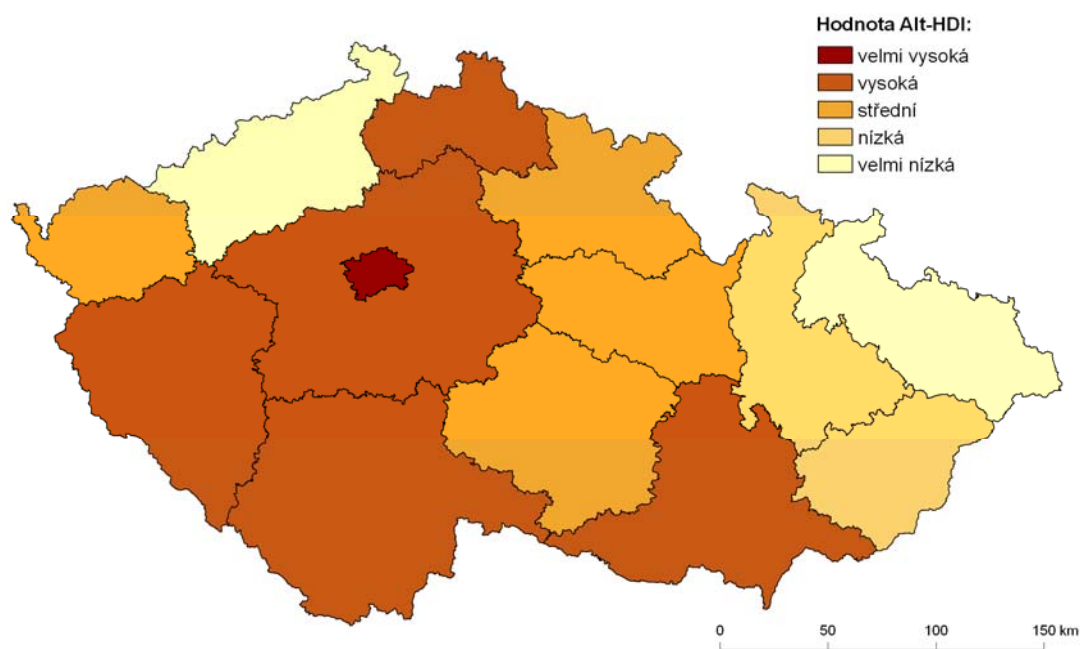 Hodnota Alt-HDI:
velmi vysoká
vysoká
střední
nízká
velmi nízká
0 50 100 150 km